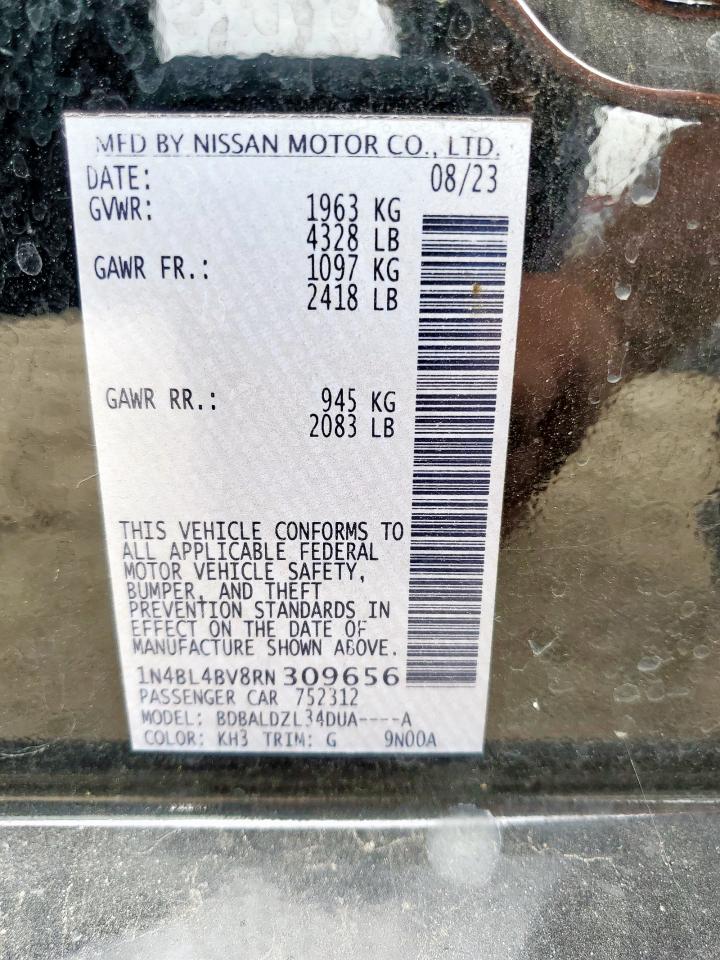 MFD BY NISSAN MOTOR CO., LTD.
DATE: 08/23
GVWR: 1963 KG
4328 LB
GAWR FR.: 1097 KG
2418 LB
GAWR RR.: 945 KG
2083 LB
THIS VEHICLE CONFORMS TO
ALL APPLICABLE FEDERAL
MOTOR VEHICLE SAFETY,
BUMPER, AND THEFT
PREVENTION STANDARDS IN
EFFECT ON THE DATE OF
MANUFACTURE SHOWN ABOVE.
1N4BL4BV8RN 309656
PASSENGER CAR 752312
MODEL: BDBALDZL34DUA----A
COLOR: KH3 TRIM: G 9N00A